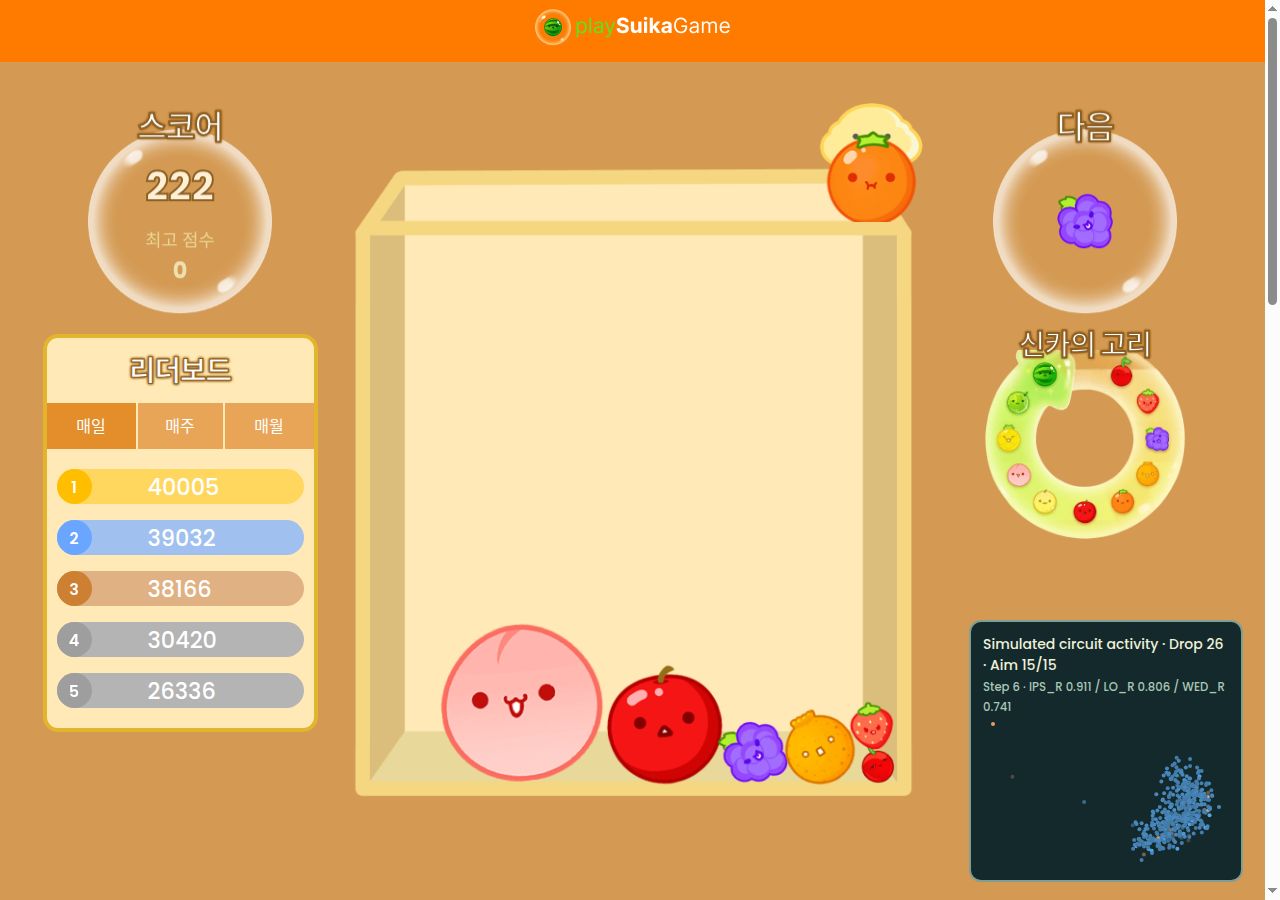 playSuikaGame
스코어
222
최고 점수
0
리더보드
매일 매주 매월
1 40005
2 39032
3 38166
4 30420
5 26336
다음
신카의 고리
Simulated circuit activity · Drop 26
· Aim 15/15
Step 6 · IPS_R 0.911 / LO_R 0.806 / WED_R
0.741